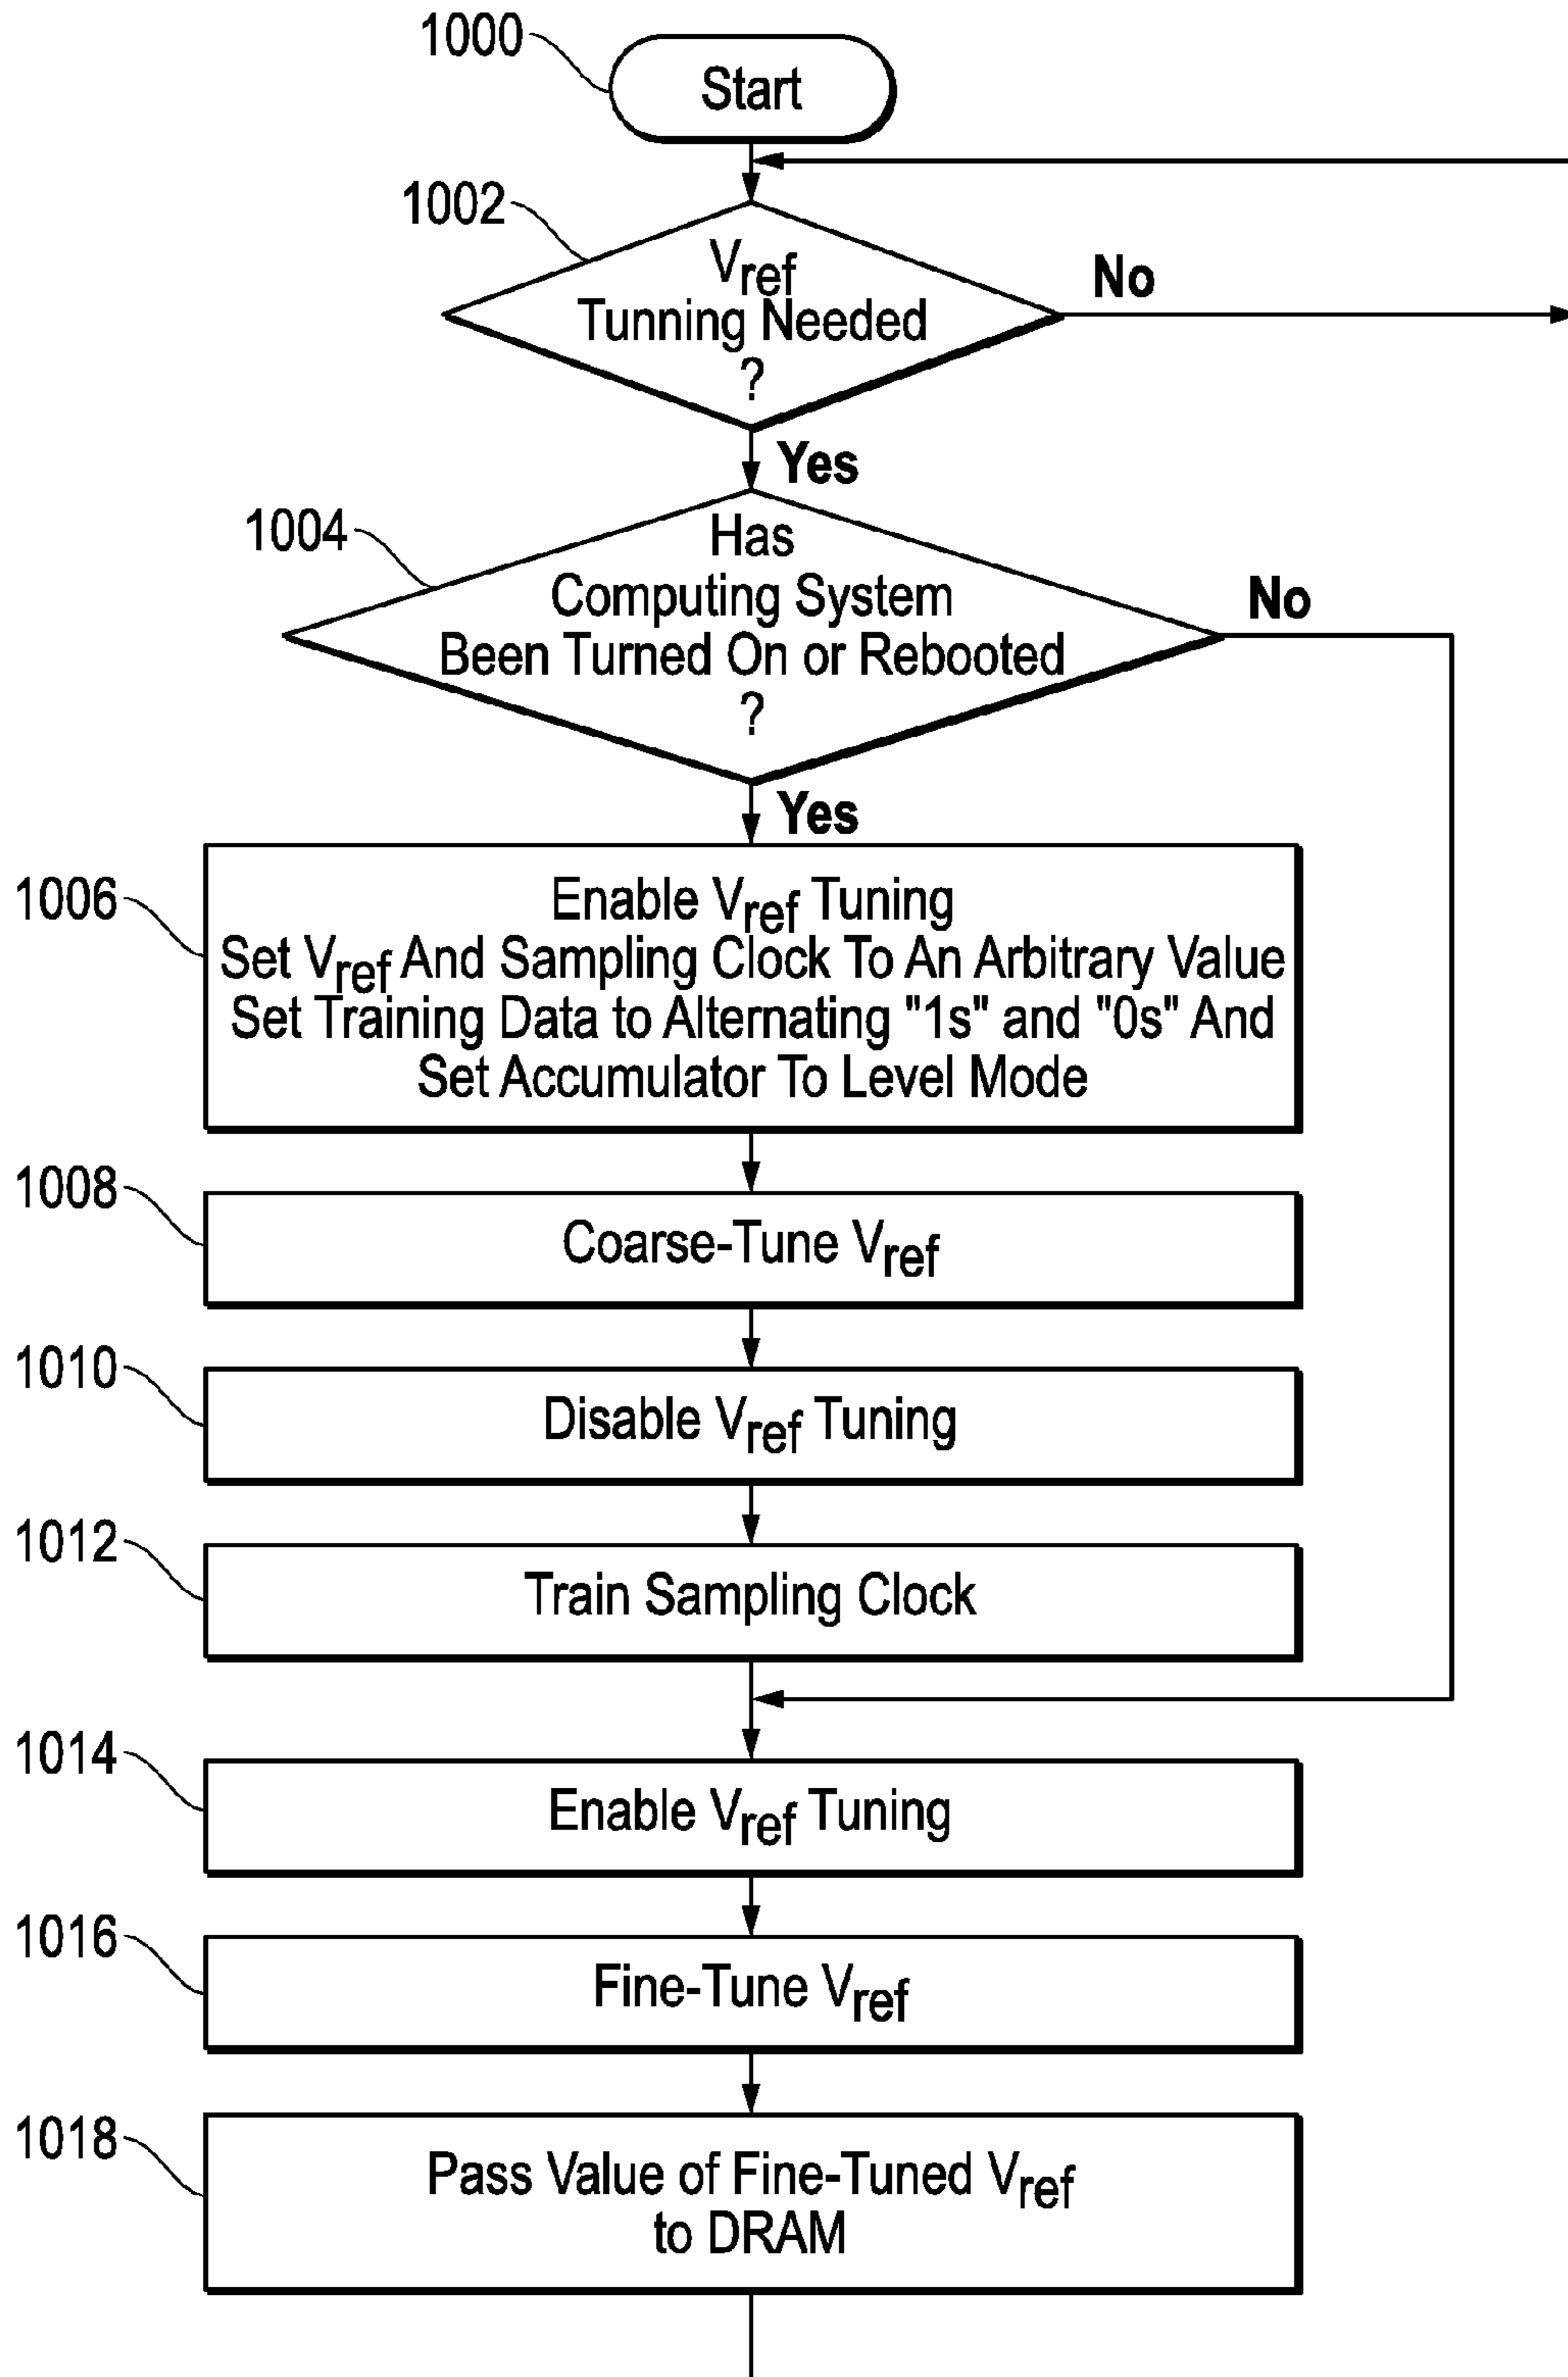 1000
Start
1002
Vref
Tunning Needed
?
No
Yes
1004
Has
Computing System
Been Turned On or Rebooted
?
No
Yes
1006
Enable Vref Tuning
Set Vref And Sampling Clock To An Arbitrary Value
Set Training Data to Alternating "1s" and "0s" And
Set Accumulator To Level Mode
1008
Coarse-Tune Vref
1010
Disable Vref Tuning
1012
Train Sampling Clock
1014
Enable Vref Tuning
1016
Fine-Tune Vref
1018
Pass Value of Fine-Tuned Vref
to DRAM